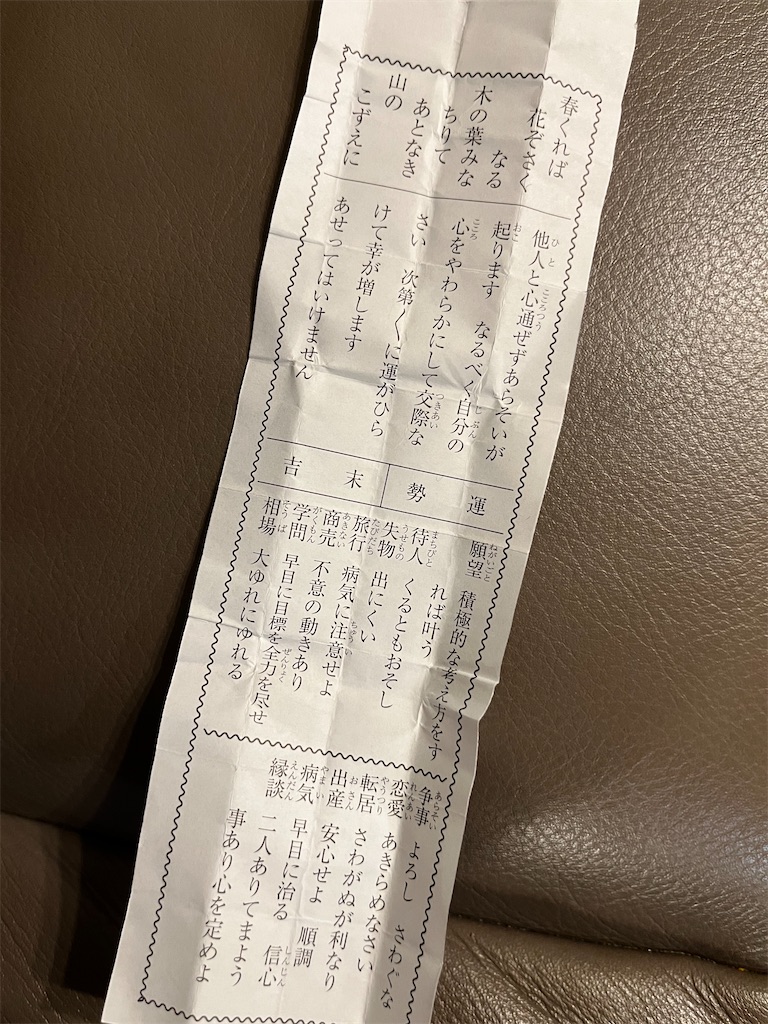 春くれば
花ぞさく
なる
木の葉みな
ちりて
あとなき
山の
こずえに
他人と心通ぜずあらそいが
起ります なるべく自分の
心をやわらかにして交際な
さい 次第〱に運がひら
けて幸が増します
あせってはいけません
運勢
末吉
願望 積極的な考え方をす
れば叶う
待人 くるともおそし
失物 出にくい
旅行 病気に注意せよ
商売 不意の動きあり
学問 早目に目標を全力を尽せ
相場 大ゆれにゆれる
争事 よろし さわぐな
恋愛 あきらめなさい
転居 さわがぬが利なり
出産 安心せよ 順調
病気 早目に治る 信心
縁談 二人ありてまよう
事あり心を定めよ